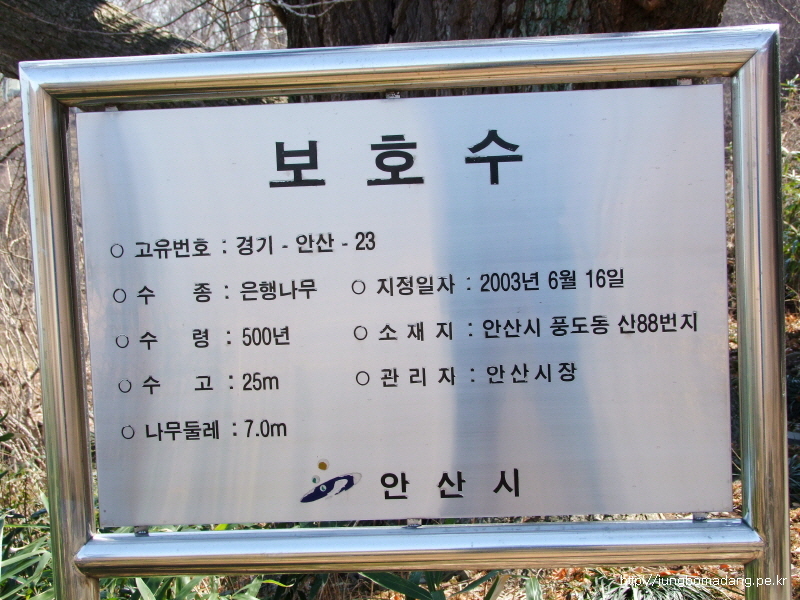 보호수
○ 고유번호 : 경기 - 안산 - 23
○ 수 종 : 은행나무 ○ 지정일자 : 2003년 6월 16일
○ 수 령 : 500년 ○ 소 재 지 : 안산시 풍도동 산88번지
○ 수 고 : 25m ○ 관 리 자 : 안산시장
○ 나무둘레 : 7.0m
안 산 시
http://jungbomadang.pe.kr